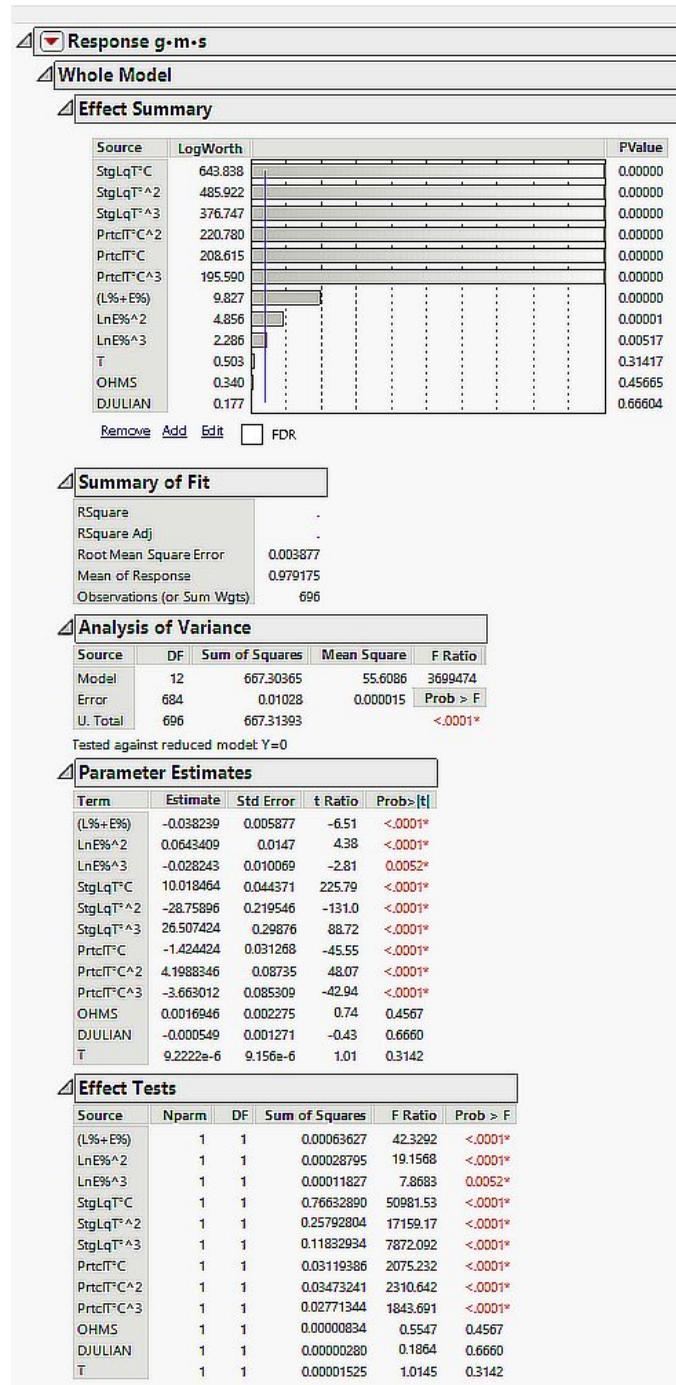 Response g•m•s
Whole Model
Effect Summary
Source LogWorth PValue
StgLqT°C 643.838 0.00000
StgLqT°^2 485.922 0.00000
StgLqT°^3 376.747 0.00000
PrtclT°C^2 220.780 0.00000
PrtclT°C 208.615 0.00000
PrtclT°C^3 195.590 0.00000
(L%+E%) 9.827 0.00000
LnE%^2 4.856 0.00001
LnE%^3 2.286 0.00517
T 0.503 0.31417
OHMS 0.340 0.45665
DJULIAN 0.177 0.66604
Remove Add Edit FDR
Summary of Fit
RSquare .
RSquare Adj .
Root Mean Square Error 0.003877
Mean of Response 0.979175
Observations (or Sum Wgts) 696
Analysis of Variance
Source DF Sum of Squares Mean Square F Ratio
Model 12 667.30365 55.6086 3699474
Error 684 0.01028 0.000015 Prob > F
U. Total 696 667.31393 <.0001*
Tested against reduced model: Y=0
Parameter Estimates
Term Estimate Std Error t Ratio Prob>|t|
(L%+E%) -0.038239 0.005877 -6.51 <.0001*
LnE%^2 0.0643409 0.0147 4.38 <.0001*
LnE%^3 -0.028243 0.010069 -2.81 0.0052*
StgLqT°C 10.018464 0.044371 225.79 <.0001*
StgLqT°^2 -28.75896 0.219546 -131.0 <.0001*
StgLqT°^3 26.507424 0.29876 88.72 <.0001*
PrtclT°C -1.424424 0.031268 -45.55 <.0001*
PrtclT°C^2 4.1988346 0.08735 48.07 <.0001*
PrtclT°C^3 -3.663012 0.085309 -42.94 <.0001*
OHMS 0.0016946 0.002275 0.74 0.4567
DJULIAN -0.000549 0.001271 -0.43 0.6660
T 9.2222e-6 9.156e-6 1.01 0.3142
Effect Tests
Source Nparm DF Sum of Squares F Ratio Prob > F
(L%+E%) 1 1 0.00063627 42.3292 <.0001*
LnE%^2 1 1 0.00028795 19.1568 <.0001*
LnE%^3 1 1 0.00011827 7.8683 0.0052*
StgLqT°C 1 1 0.76632890 50981.53 <.0001*
StgLqT°^2 1 1 0.25792804 17159.17 <.0001*
StgLqT°^3 1 1 0.11832934 7872.092 <.0001*
PrtclT°C 1 1 0.03119386 2075.232 <.0001*
PrtclT°C^2 1 1 0.03473241 2310.642 <.0001*
PrtclT°C^3 1 1 0.02771344 1843.691 <.0001*
OHMS 1 1 0.00000834 0.5547 0.4567
DJULIAN 1 1 0.00000280 0.1864 0.6660
T 1 1 0.00001525 1.0145 0.3142